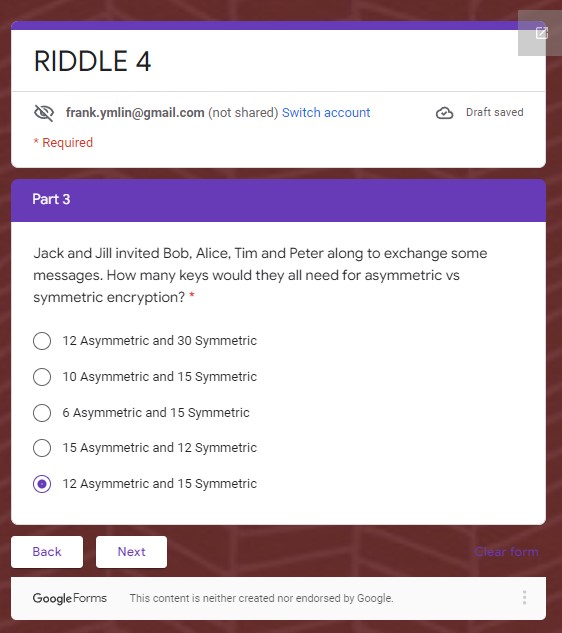 RIDDLE 4
frank.ymlin@gmail.com (not shared) Switch account
Draft saved
* Required
Part 3
Jack and Jill invited Bob, Alice, Tim and Peter along to exchange some
messages. How many keys would they all need for asymmetric vs
symmetric encryption? *
12 Asymmetric and 30 Symmetric
10 Asymmetric and 15 Symmetric
6 Asymmetric and 15 Symmetric
15 Asymmetric and 12 Symmetric
12 Asymmetric and 15 Symmetric
Back
Next
Clear form
Google Forms
This content is neither created nor endorsed by Google.